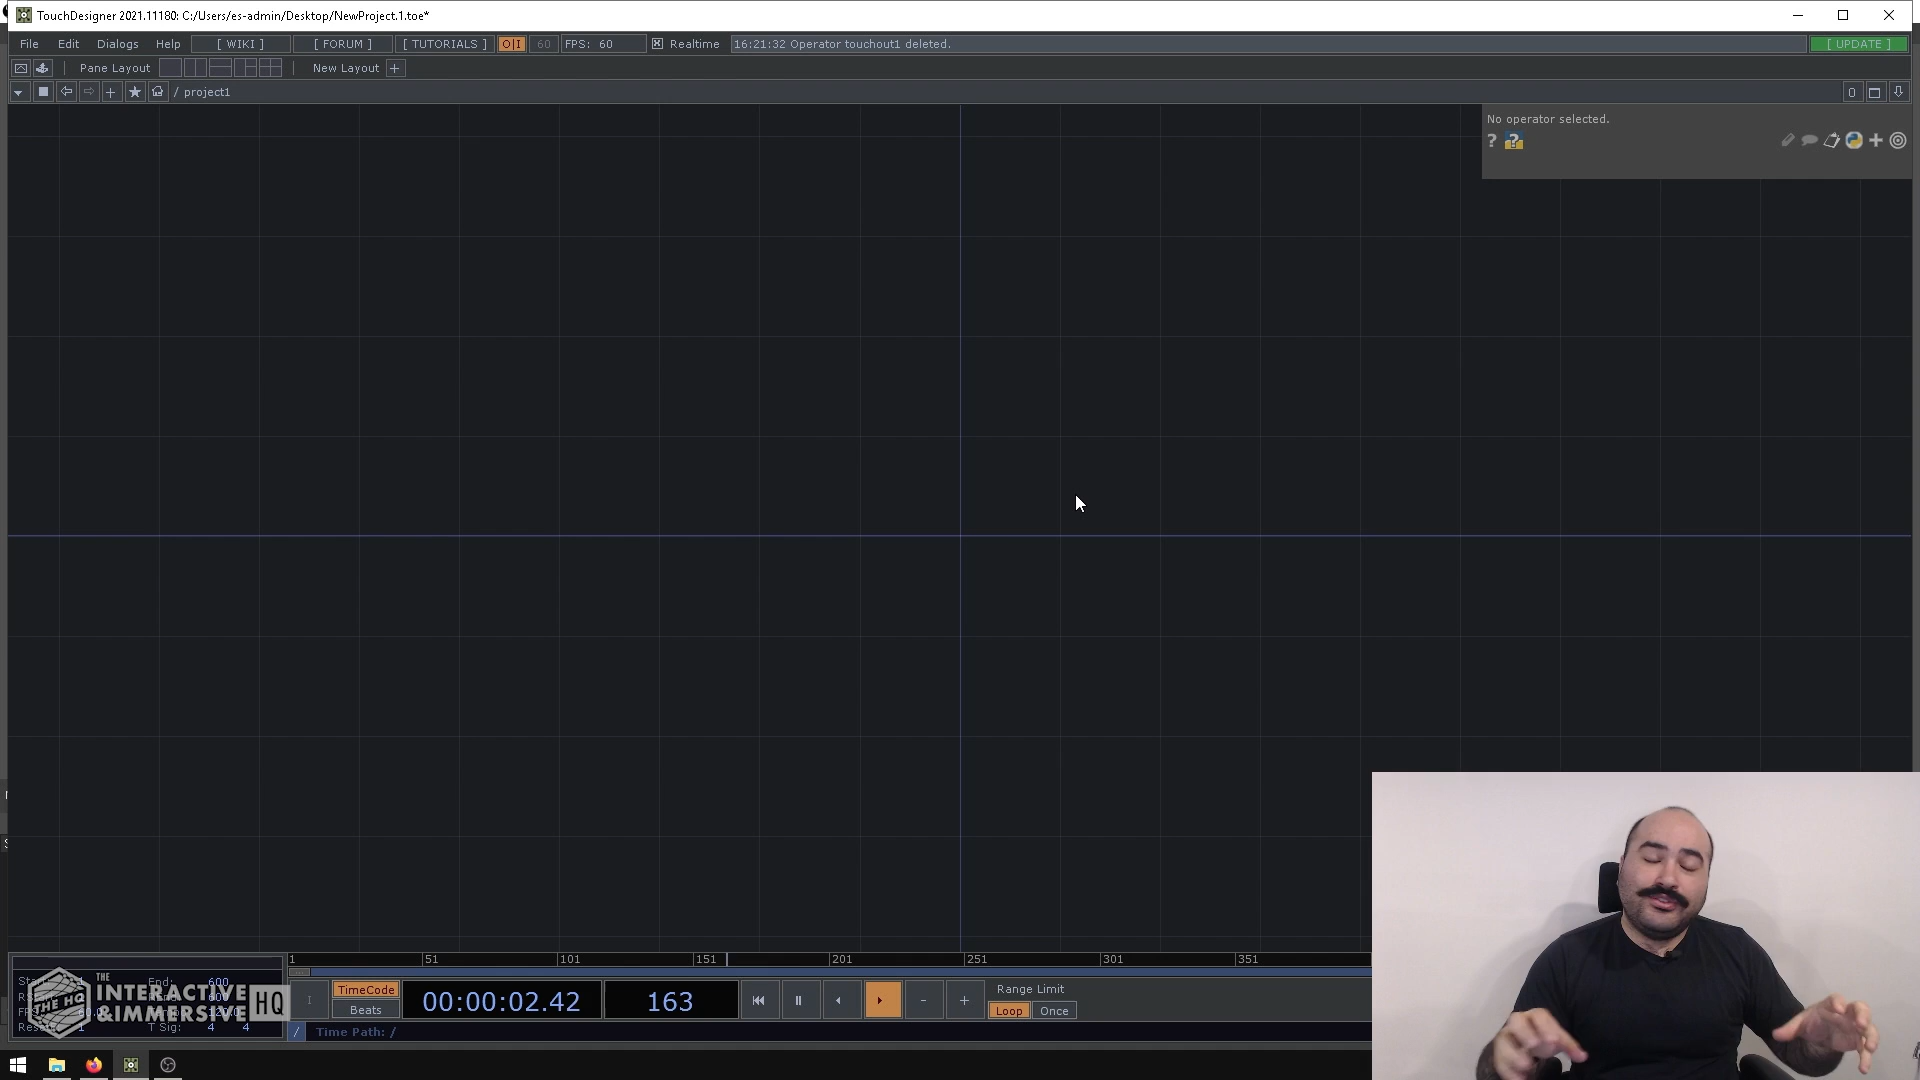 TouchDesigner 2021.11180: C:/Users/es-admin/Desktop/NewProject.1.toe*
File Edit Dialogs Help [ WIKI ] [ FORUM ] [ TUTORIALS ] O|I 60 FPS: 60 Realtime 16:21:32 Operator touchout1 deleted. [ UPDATE ]
Pane Layout New Layout +
/ project1 0
No operator selected.
? ?
1 51 101 151 201 251 301 351
End: 600
TimeCode
Beats
00:00:02.42 163
Range Limit
Loop Once
T Sig: 4 4
/ Time Path: /
THE INTERACTIVE & IMMERSIVE HQ
THE HQ